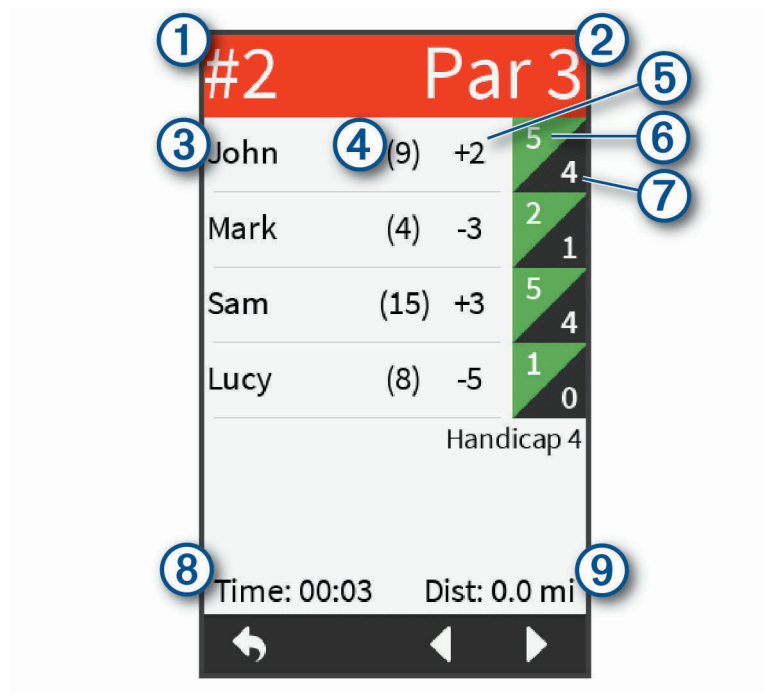 1 2
#2 Par 3
5
3 John 4 (9) +2 5 6
4 7
Mark (4) -3 2
1
Sam (15) +3 5
4
Lucy (8) -5 1
0
Handicap 4
8 9
Time: 00:03 Dist: 0.0 mi